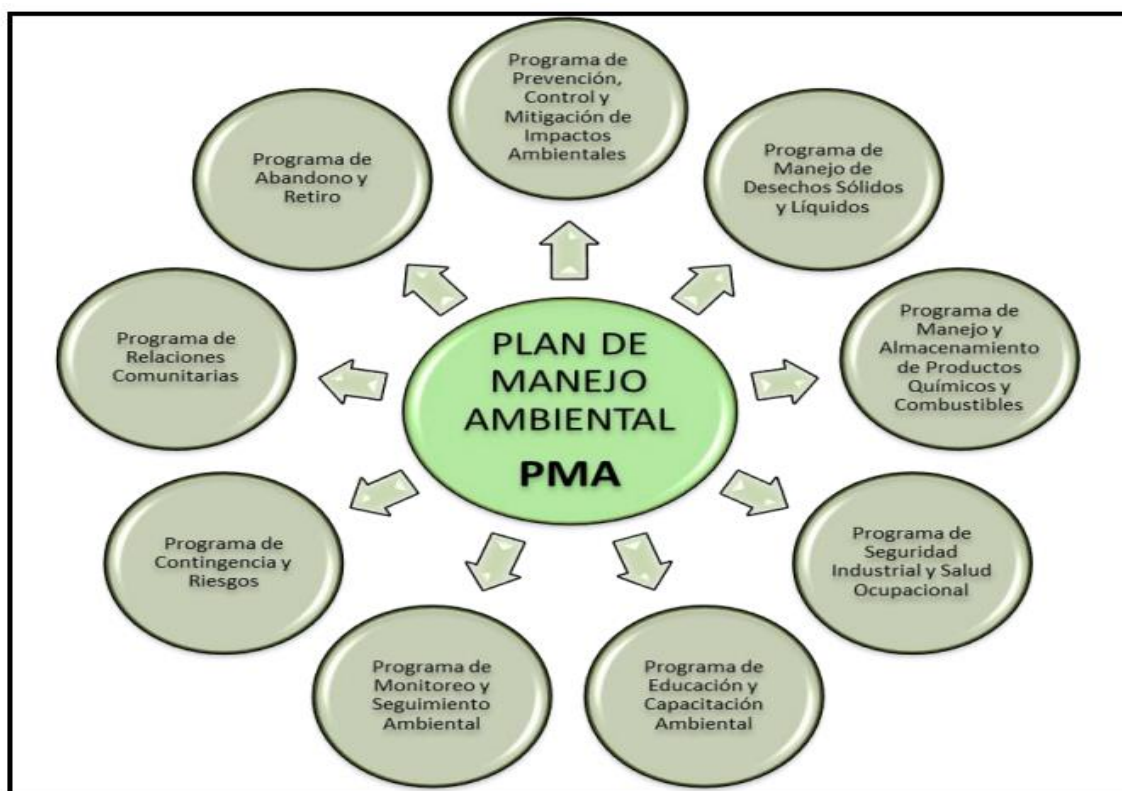 Programa de
Prevención,
Control y
Mitigación de
Impactos
Ambientales
Programa de
Manejo de
Desechos Sólidos
y Líquidos
Programa de
Manejo y
Almacenamiento
de Productos
Químicos y
Combustibles
Programa de
Seguridad
Industrial y Salud
Ocupacional
Programa de
Educación y
Capacitación
Ambiental
Programa de
Monitoreo y
Seguimiento
Ambiental
Programa de
Contingencia y
Riesgos
Programa de
Relaciones
Comunitarias
Programa de
Abandono y
Retiro
PLAN DE
MANEJO
AMBIENTAL
PMA